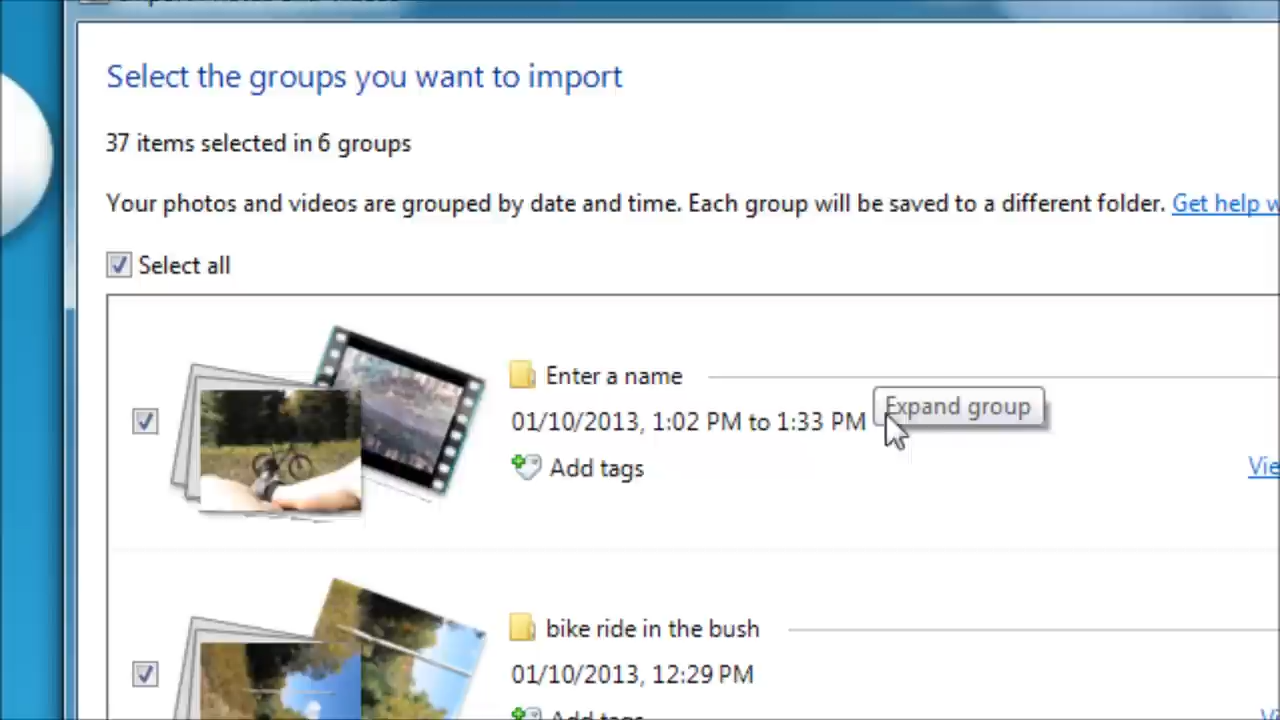 Select the groups you want to import
37 items selected in 6 groups
Your photos and videos are grouped by date and time. Each group will be saved to a different folder. Get help
Select all
Enter a name
Expand group
01/10/2013, 1:02 PM to 1:33 PM
Add tags
bike ride in the bush
01/10/2013, 12:29 PM
Add tags